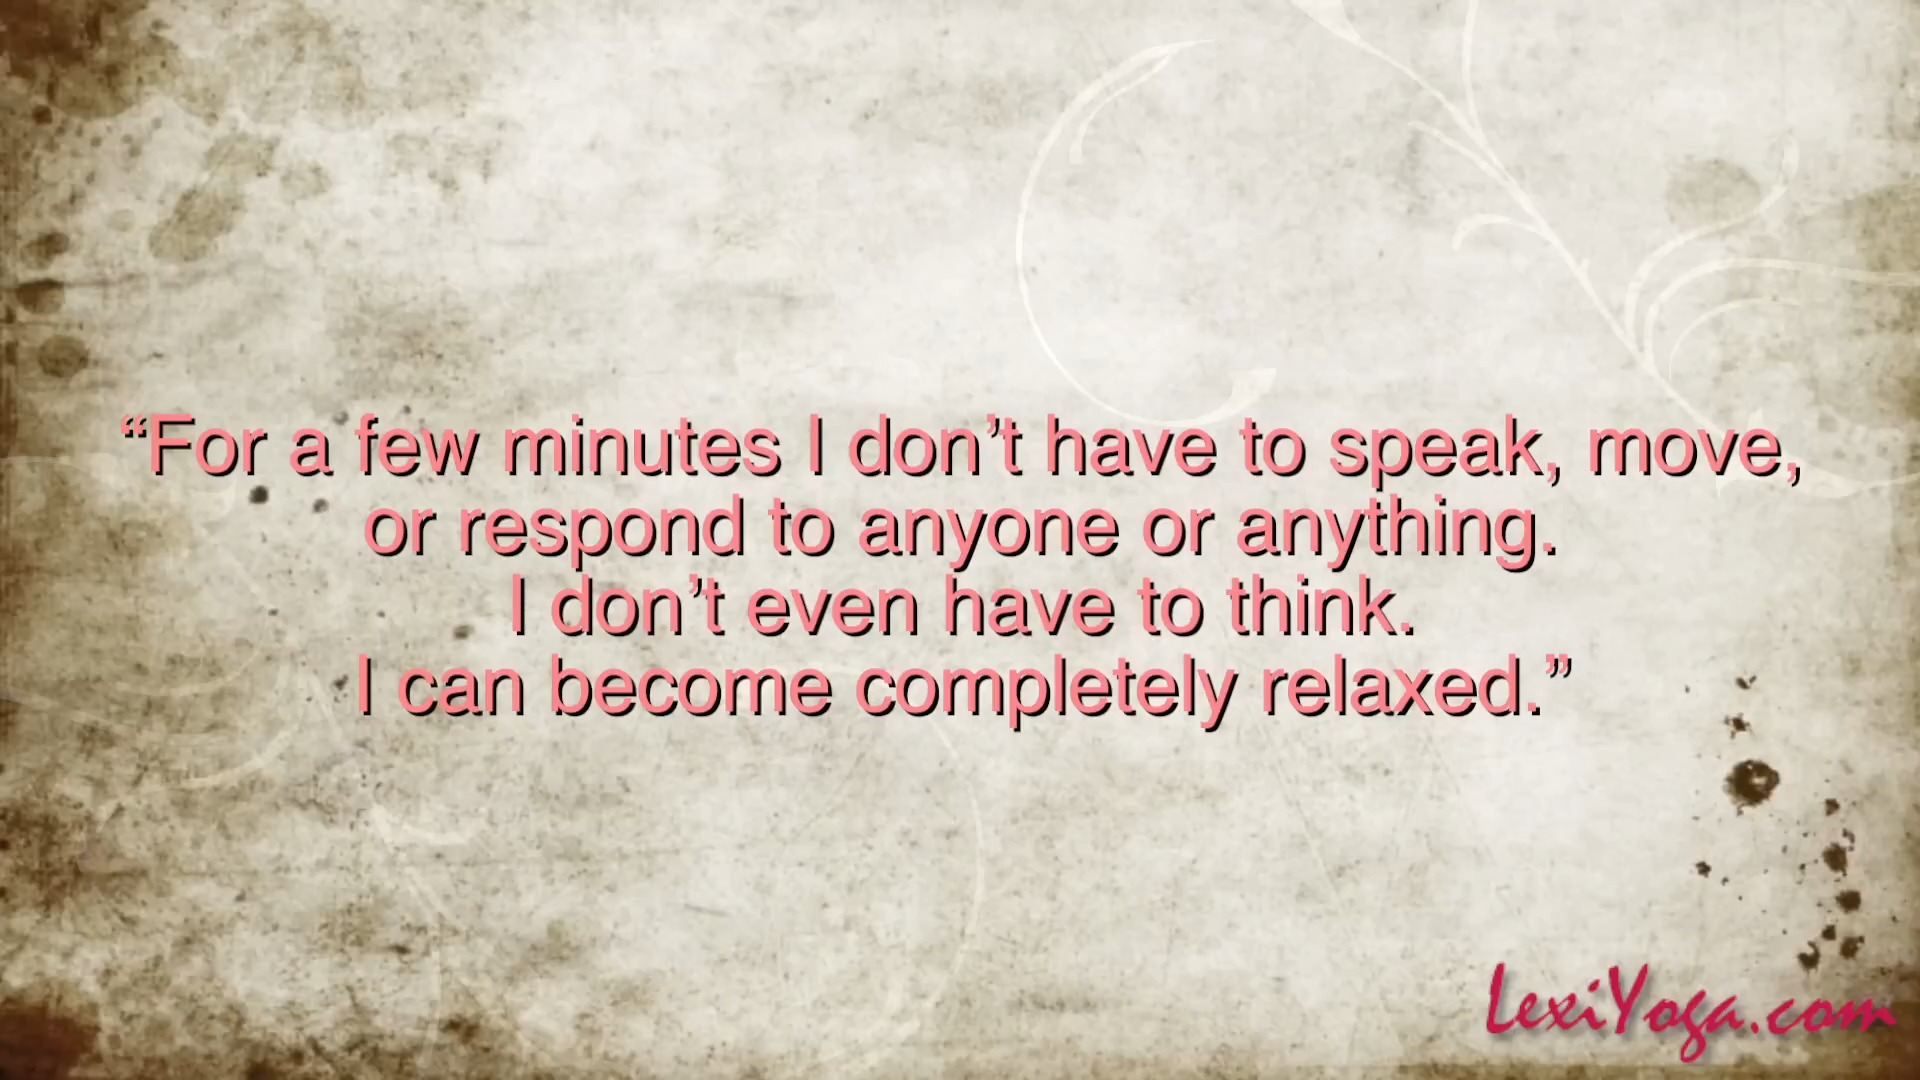 “For a few minutes I don’t have to speak, move,
or respond to anyone or anything.
I don’t even have to think.
I can become completely relaxed.”
LexiYoga.com